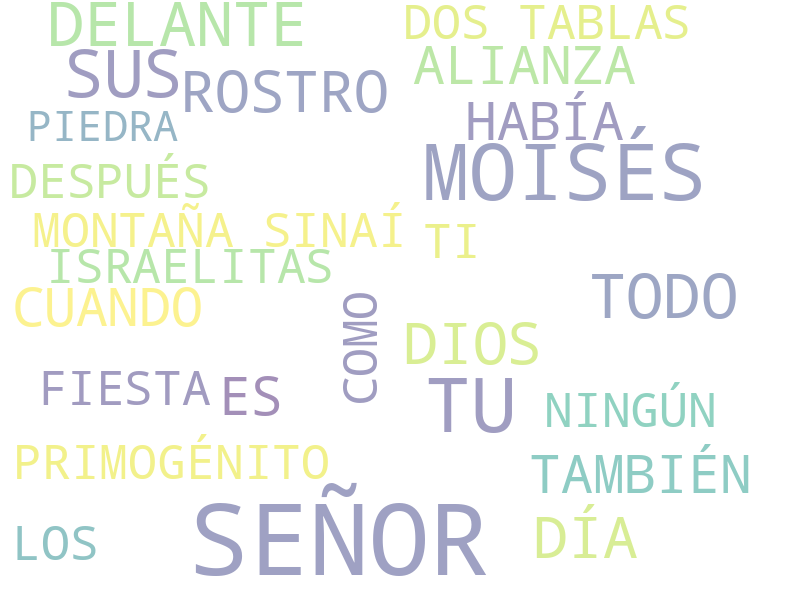 DELANTE
DOS TABLAS
SUS
ROSTRO
ALIANZA
PIEDRA
HABÍA
MOISÉS
DESPUÉS
MONTAÑA SINAÍ
TI
ISRAELITAS
CUANDO
TODO
COMO
DIOS
FIESTA
ES
TU
NINGÚN
PRIMOGÉNITO
TAMBIÉN
SEÑOR
LOS
DÍA